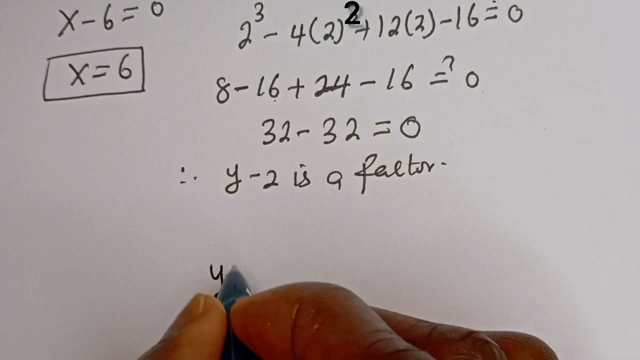 x - 6 = 0
x = 6
2³ - 4(2)² + 12(2) - 16 = 0
8 - 16 + 24 - 16 =? 0
32 - 32 = 0
∴ y - 2 is a factor.
y